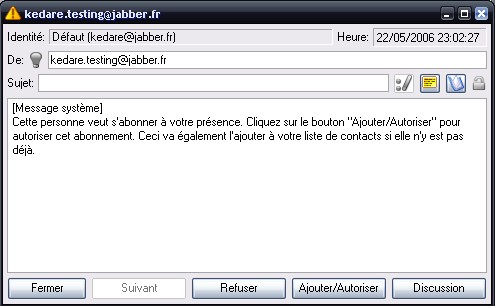 kedare.testing@jabber.fr
Identité: Défaut (kedare@jabber.fr) Heure: 22/05/2006 23:02:27
De: kedare.testing@jabber.fr
Sujet:
[Message système]
Cette personne veut s'abonner à votre présence. Cliquez sur le bouton "Ajouter/Autoriser" pour
autoriser cet abonnement. Ceci va également l'ajouter à votre liste de contacts si elle n'y est pas
déjà.
Fermer Suivant Refuser Ajouter/Autoriser Discussion